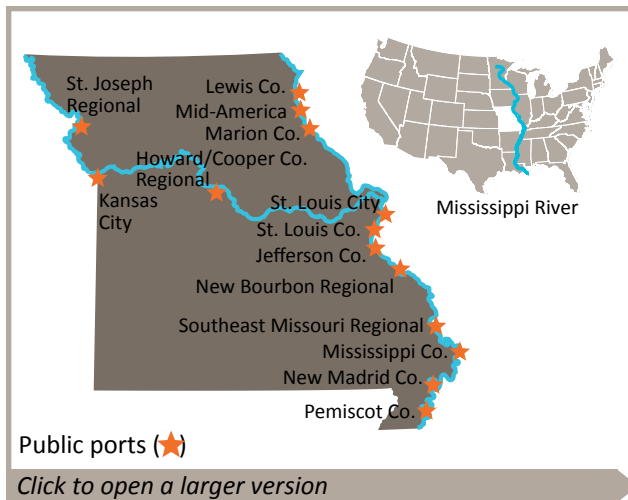 St. Joseph
Regional
Lewis Co.
Mid-America
Marion Co.
Howard/Cooper Co.
Regional
Kansas
City
St. Louis City
St. Louis Co.
Jefferson Co.
New Bourbon Regional
Southeast Missouri Regional
Mississippi Co.
New Madrid Co.
Pemiscot Co.
Mississippi River
Public ports ( )
Click to open a larger version